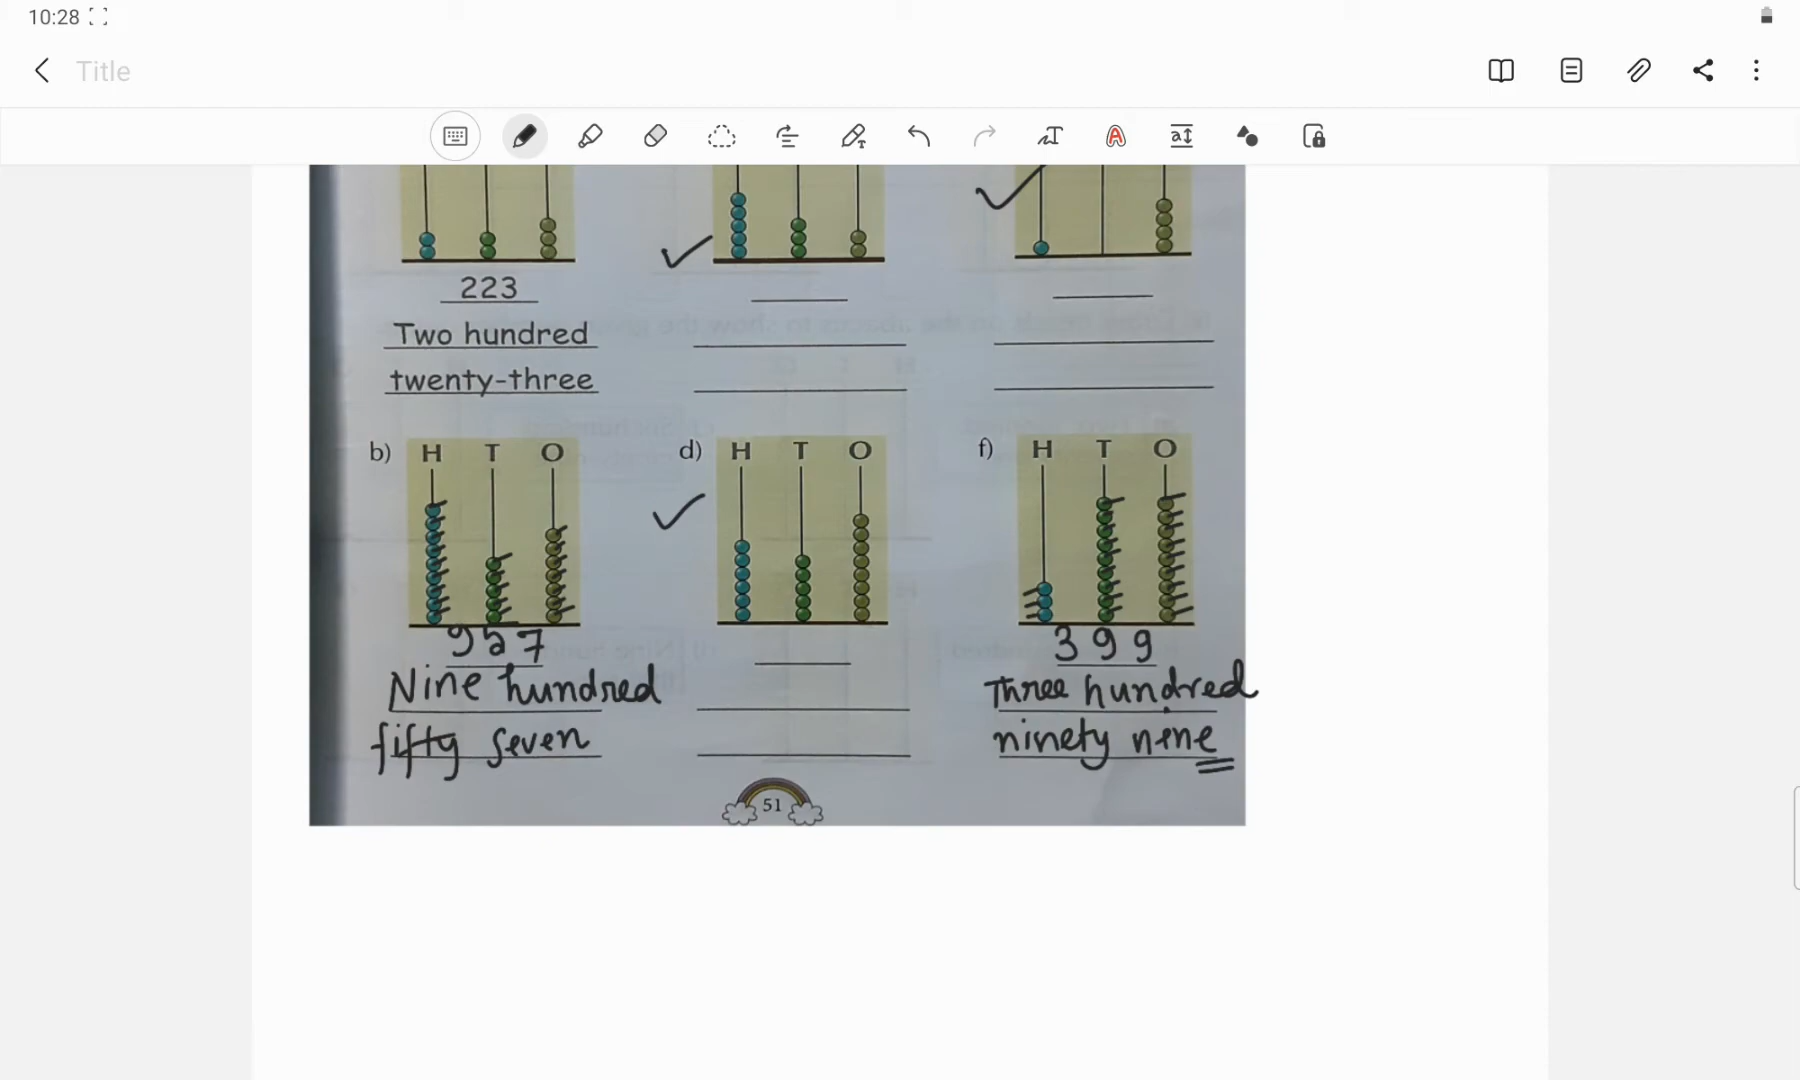 10:28
Title
223
Two hundred
twenty-three
b) H T O
d) H T O
f) H T O
957
399
Nine hundred
Three hundred
fifty seven
ninety nine
51